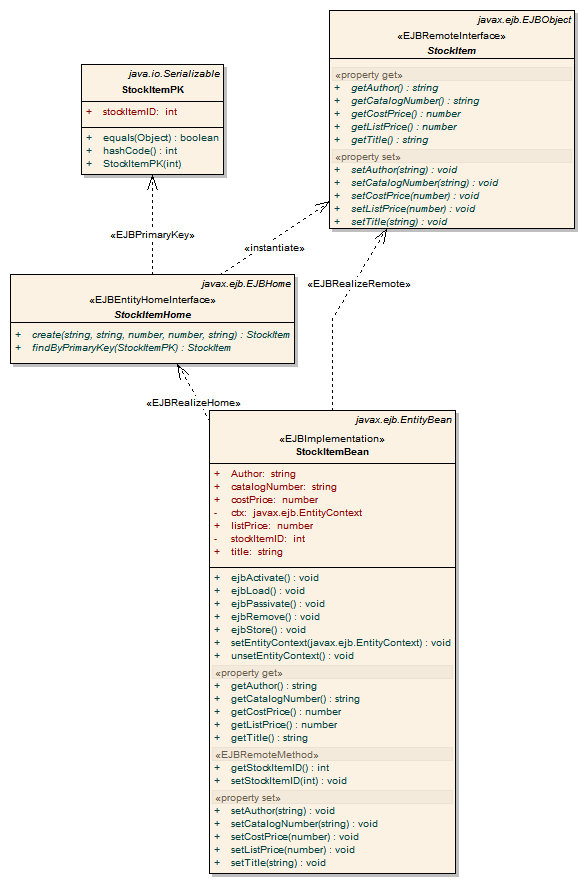 javax.ejb.EJBObject
«EJBRemoteInterface»
StockItem
«property get»
+ getAuthor() : string
+ getCatalogNumber() : string
+ getCostPrice() : number
+ getListPrice() : number
+ getTitle() : string
«property set»
+ setAuthor(string) : void
+ setCatalogNumber(string) : void
+ setCostPrice(number) : void
+ setListPrice(number) : void
+ setTitle(string) : void
java.io.Serializable
StockItemPK
+ stockItemID: int
+ equals(Object) : boolean
+ hashCode() : int
+ StockItemPK(int)
«EJBPrimaryKey»
«instantiate»
«EJBRealizeRemote»
javax.ejb.EJBHome
«EJBEntityHomeInterface»
StockItemHome
+ create(string, string, number, number, string) : StockItem
+ findByPrimaryKey(StockItemPK) : StockItem
«EJBRealizeHome»
javax.ejb.EntityBean
«EJBImplementation»
StockItemBean
+ Author: string
+ catalogNumber: string
+ costPrice: number
- ctx: javax.ejb.EntityContext
+ listPrice: number
- stockItemID: int
+ title: string
+ ejbActivate() : void
+ ejbLoad() : void
+ ejbPassivate() : void
+ ejbRemove() : void
+ ejbStore() : void
+ setEntityContext(javax.ejb.EntityContext) : void
+ unsetEntityContext() : void
«property get»
+ getAuthor() : string
+ getCatalogNumber() : string
+ getCostPrice() : number
+ getListPrice() : number
+ getTitle() : string
«EJBRemoteMethod»
+ getStockItemID() : int
+ setStockItemID(int) : void
«property set»
+ setAuthor(string) : void
+ setCatalogNumber(string) : void
+ setCostPrice(number) : void
+ setListPrice(number) : void
+ setTitle(string) : void